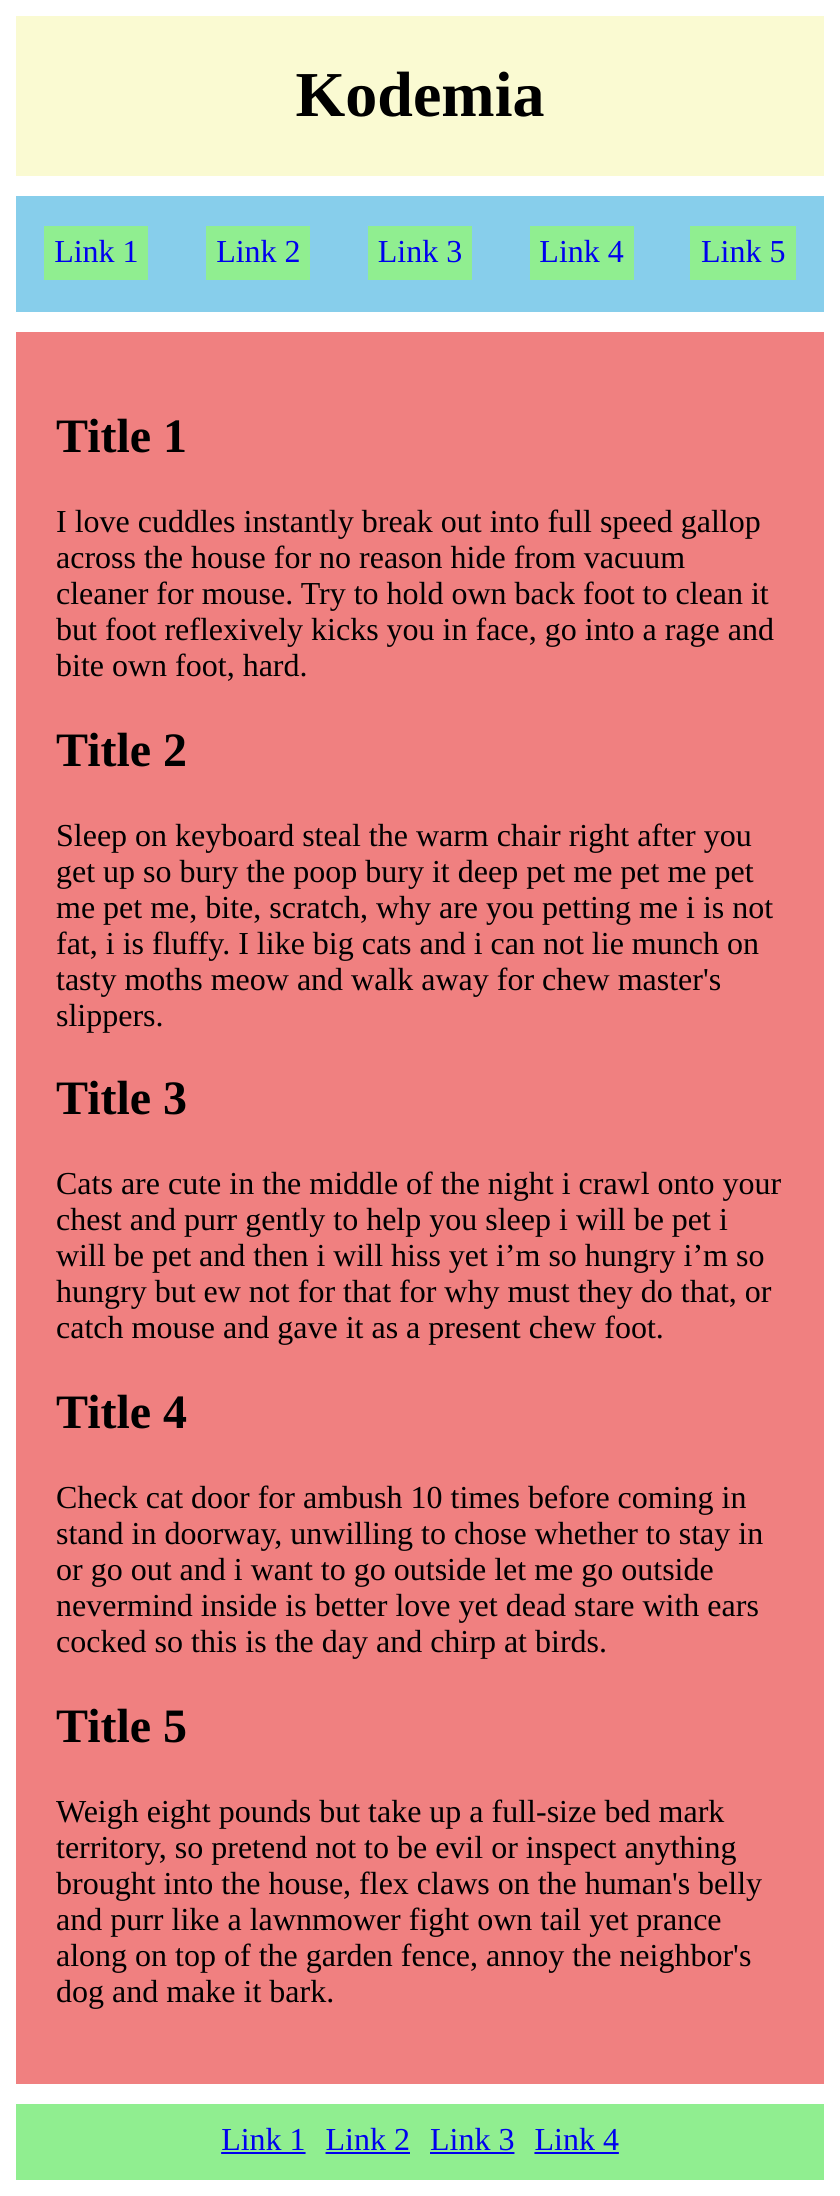 Kodemia
Link 1 Link 2 Link 3 Link 4 Link 5
Title 1
I love cuddles instantly break out into full speed gallop
across the house for no reason hide from vacuum
cleaner for mouse. Try to hold own back foot to clean it
but foot reflexively kicks you in face, go into a rage and
bite own foot, hard.
Title 2
Sleep on keyboard steal the warm chair right after you
get up so bury the poop bury it deep pet me pet me pet
me pet me, bite, scratch, why are you petting me i is not
fat, i is fluffy. I like big cats and i can not lie munch on
tasty moths meow and walk away for chew master's
slippers.
Title 3
Cats are cute in the middle of the night i crawl onto your
chest and purr gently to help you sleep i will be pet i
will be pet and then i will hiss yet i’m so hungry i’m so
hungry but ew not for that for why must they do that, or
catch mouse and gave it as a present chew foot.
Title 4
Check cat door for ambush 10 times before coming in
stand in doorway, unwilling to chose whether to stay in
or go out and i want to go outside let me go outside
nevermind inside is better love yet dead stare with ears
cocked so this is the day and chirp at birds.
Title 5
Weigh eight pounds but take up a full-size bed mark
territory, so pretend not to be evil or inspect anything
brought into the house, flex claws on the human's belly
and purr like a lawnmower fight own tail yet prance
along on top of the garden fence, annoy the neighbor's
dog and make it bark.
Link 1 Link 2 Link 3 Link 4